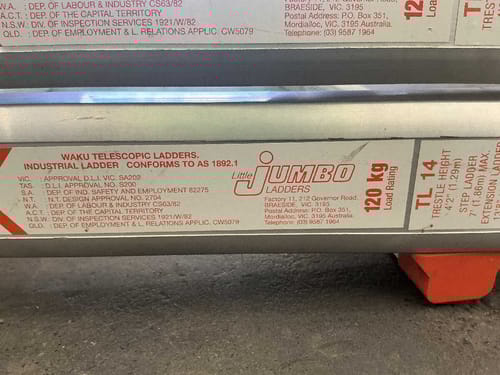 W.A. : DEP. OF LABOUR & INDUSTRY CS63/82
A.C.T. : DEP. OF THE CAPITAL TERRITORY
N.S.W. : DIV. OF INSPECTION SERVICES 1921/W/82
QLD. : DEP. OF EMPLOYMENT & L. RELATIONS APPLIC. CW5079
BRAESIDE, VIC. 3195
Postal Address: P.O. Box 351,
Mordialloc, VIC. 3195 Australia.
Telephone: (03) 9587 1964
120
Load Rating
WAKU TELESCOPIC LADDERS.
INDUSTRIAL LADDER CONFORMS TO AS 1892.1
VIC. : APPROVAL D.L.I. VIC. SA202
TAS. : D.L.I. APPROVAL No. S200
S.A. : DEP. OF IND. SAFETY AND EMPLOYMENT 82275
N.T. : N.T. DESIGN APPROVAL NO. 2704
W.A. : DEP. OF LABOUR & INDUSTRY CS63/82
A.C.T. : DEP. OF THE CAPITAL TERRITORY
N.S.W. : DIV. OF INSPECTION SERVICES 1921/W/82
QLD. : DEP. OF EMPLOYMENT & L. RELATIONS APPLIC. CW5079
Little JUMBO
LADDERS
Factory 11, 212 Governor Road,
BRAESIDE, VIC. 3195
Postal Address: P.O. Box 351,
Mordialloc, VIC. 3195 Australia.
Telephone: (03) 9587 1964
120 kg
Load Rating
TL 14
TRESTLE HEIGHT
4'2" (1.29m)
STEP LADDER
EXTENSION LADDER